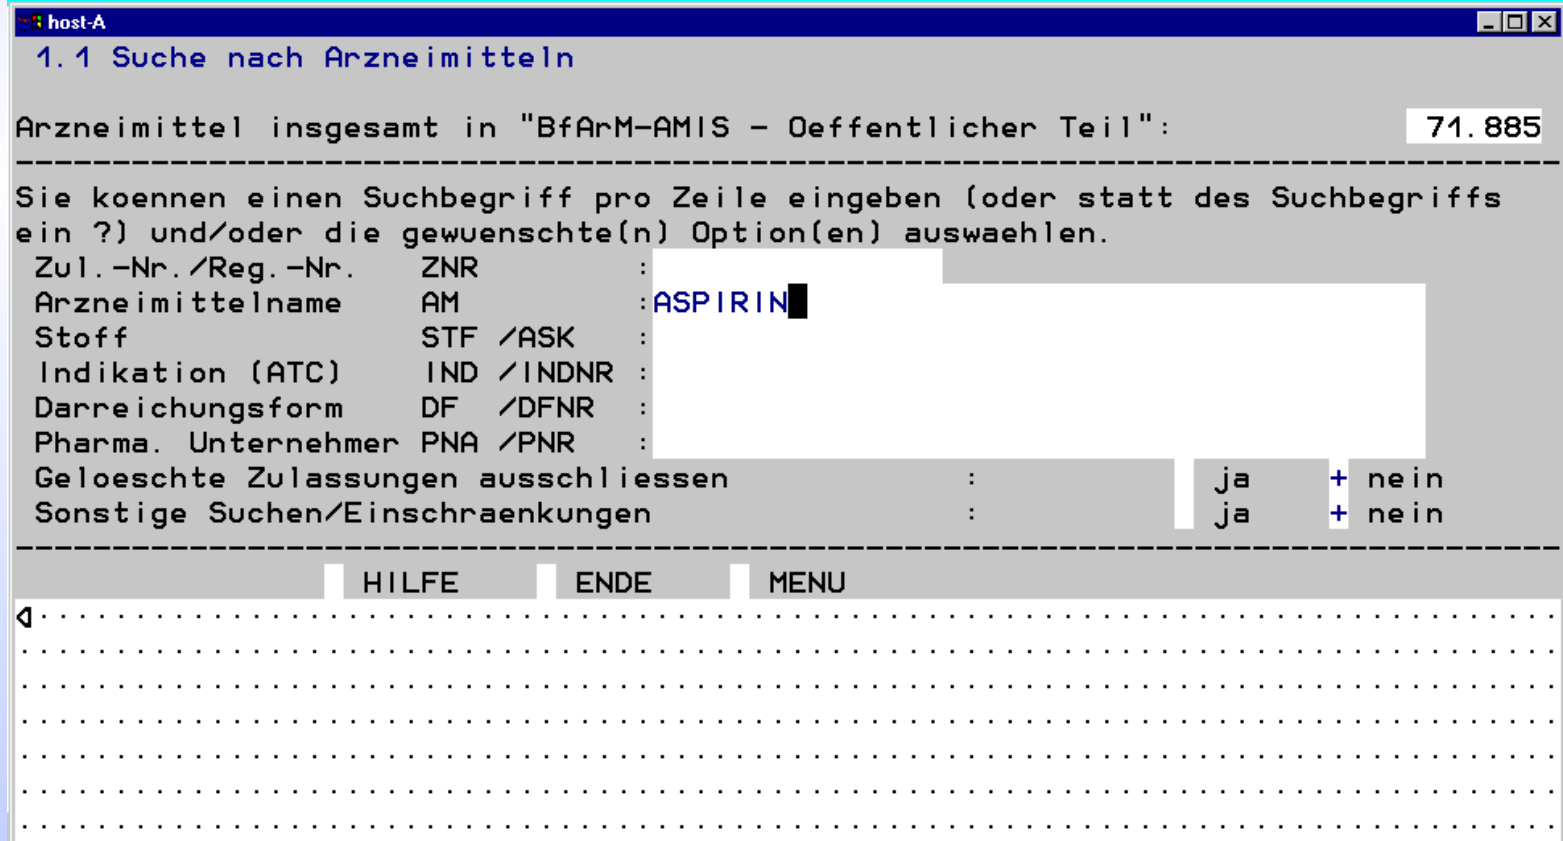 host-A
1.1 Suche nach Arzneimitteln
Arzneimittel insgesamt in "BfArM-AMIS - Oeffentlicher Teil": 71.885
Sie koennen einen Suchbegriff pro Zeile eingeben (oder statt des Suchbegriffs
ein ?) und/oder die gewuenschte(n) Option(en) auswaehlen.
Zul.-Nr./Reg.-Nr. ZNR :
Arzneimittelname AM :ASPIRIN
Stoff STF /ASK :
Indikation (ATC) IND /INDNR :
Darreichungsform DF /DFNR :
Pharma. Unternehmer PNA /PNR :
Geloeschte Zulassungen ausschliessen : ja + nein
Sonstige Suchen/Einschraenkungen : ja + nein
HILFE ENDE MENU